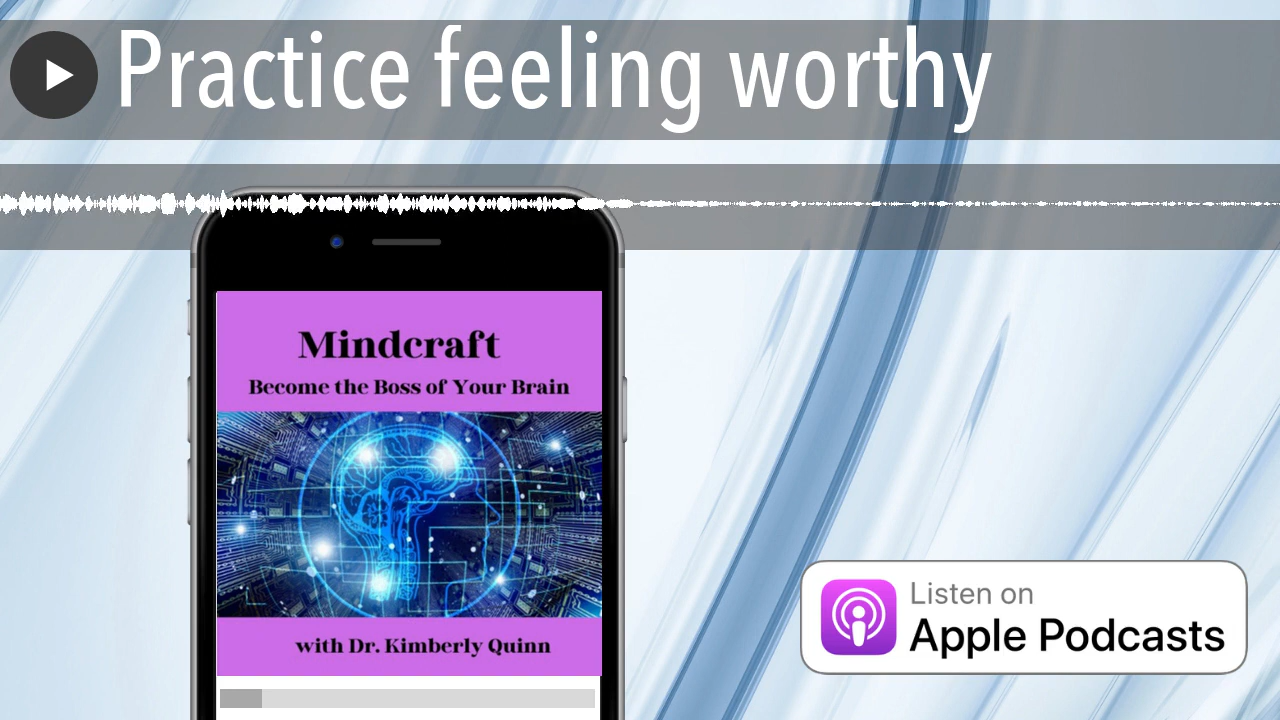 Practice feeling worthy
Mindcraft
Become the Boss of Your Brain
with Dr. Kimberly Quinn
Listen on
Apple Podcasts